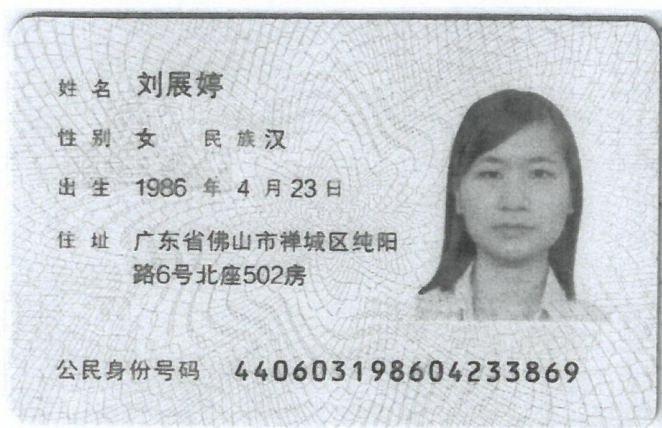 姓名 刘展婷
性别 女 民族 汉
出生 1986 年 4 月 23 日
住址 广东省佛山市禅城区纯阳
路6号北座502房
公民身份号码 440603198604233869